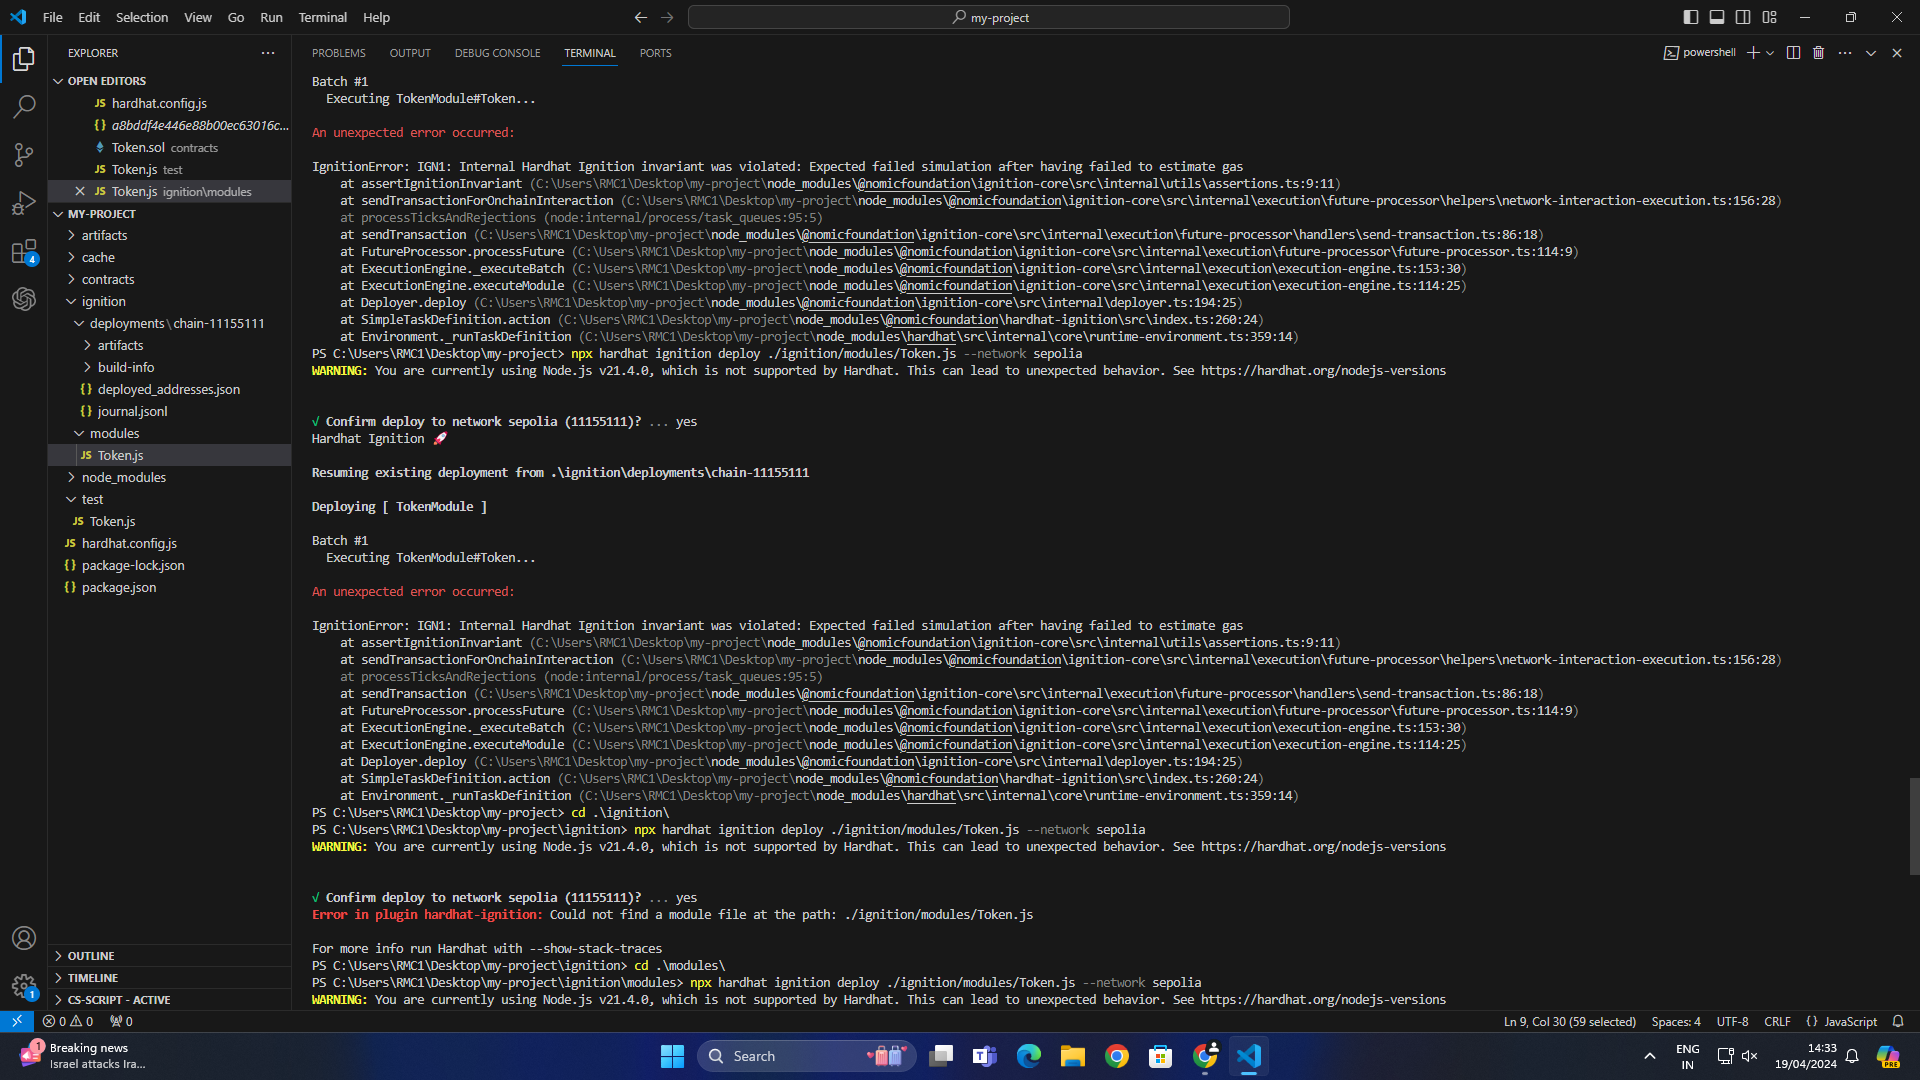 File Edit Selection View Go Run Terminal Help
my-project
EXPLORER
OPEN EDITORS
JS hardhat.config.js
{} a8bddf4e446e88b00ec63016c...
Token.sol contracts
JS Token.js test
JS Token.js ignition\modules
MY-PROJECT
artifacts
cache
contracts
ignition
deployments\chain-11155111
artifacts
build-info
{} deployed_addresses.json
{} journal.jsonl
modules
JS Token.js
node_modules
test
JS Token.js
JS hardhat.config.js
{} package-lock.json
{} package.json
OUTLINE
TIMELINE
CS-SCRIPT - ACTIVE
4
1
PROBLEMS OUTPUT DEBUG CONSOLE TERMINAL PORTS
powershell
Batch #1
Executing TokenModule#Token...
An unexpected error occurred:
IgnitionError: IGN1: Internal Hardhat Ignition invariant was violated: Expected failed simulation after having failed to estimate gas
at assertIgnitionInvariant (C:\Users\RMC1\Desktop\my-project\node_modules\@nomicfoundation\ignition-core\src\internal\utils\assertions.ts:9:11)
at sendTransactionForOnchainInteraction (C:\Users\RMC1\Desktop\my-project\node_modules\@nomicfoundation\ignition-core\src\internal\execution\future-processor\helpers\network-interaction-execution.ts:156:28)
at processTicksAndRejections (node:internal/process/task_queues:95:5)
at sendTransaction (C:\Users\RMC1\Desktop\my-project\node_modules\@nomicfoundation\ignition-core\src\internal\execution\future-processor\handlers\send-transaction.ts:86:18)
at FutureProcessor.processFuture (C:\Users\RMC1\Desktop\my-project\node_modules\@nomicfoundation\ignition-core\src\internal\execution\future-processor\future-processor.ts:114:9)
at ExecutionEngine._executeBatch (C:\Users\RMC1\Desktop\my-project\node_modules\@nomicfoundation\ignition-core\src\internal\execution\execution-engine.ts:153:30)
at ExecutionEngine.executeModule (C:\Users\RMC1\Desktop\my-project\node_modules\@nomicfoundation\ignition-core\src\internal\execution\execution-engine.ts:114:25)
at Deployer.deploy (C:\Users\RMC1\Desktop\my-project\node_modules\@nomicfoundation\ignition-core\src\internal\deployer.ts:194:25)
at SimpleTaskDefinition.action (C:\Users\RMC1\Desktop\my-project\node_modules\@nomicfoundation\hardhat-ignition\src\index.ts:260:24)
at Environment._runTaskDefinition (C:\Users\RMC1\Desktop\my-project\node_modules\hardhat\src\internal\core\runtime-environment.ts:359:14)
PS C:\Users\RMC1\Desktop\my-project> npx hardhat ignition deploy ./ignition/modules/Token.js --network sepolia
WARNING: You are currently using Node.js v21.4.0, which is not supported by Hardhat. This can lead to unexpected behavior. See https://hardhat.org/nodejs-versions
√ Confirm deploy to network sepolia (11155111)? ... yes
Hardhat Ignition 🚀
Resuming existing deployment from .\ignition\deployments\chain-11155111
Deploying [ TokenModule ]
Batch #1
Executing TokenModule#Token...
An unexpected error occurred:
IgnitionError: IGN1: Internal Hardhat Ignition invariant was violated: Expected failed simulation after having failed to estimate gas
at assertIgnitionInvariant (C:\Users\RMC1\Desktop\my-project\node_modules\@nomicfoundation\ignition-core\src\internal\utils\assertions.ts:9:11)
at sendTransactionForOnchainInteraction (C:\Users\RMC1\Desktop\my-project\node_modules\@nomicfoundation\ignition-core\src\internal\execution\future-processor\helpers\network-interaction-execution.ts:156:28)
at processTicksAndRejections (node:internal/process/task_queues:95:5)
at sendTransaction (C:\Users\RMC1\Desktop\my-project\node_modules\@nomicfoundation\ignition-core\src\internal\execution\future-processor\handlers\send-transaction.ts:86:18)
at FutureProcessor.processFuture (C:\Users\RMC1\Desktop\my-project\node_modules\@nomicfoundation\ignition-core\src\internal\execution\future-processor\future-processor.ts:114:9)
at ExecutionEngine._executeBatch (C:\Users\RMC1\Desktop\my-project\node_modules\@nomicfoundation\ignition-core\src\internal\execution\execution-engine.ts:153:30)
at ExecutionEngine.executeModule (C:\Users\RMC1\Desktop\my-project\node_modules\@nomicfoundation\ignition-core\src\internal\execution\execution-engine.ts:114:25)
at Deployer.deploy (C:\Users\RMC1\Desktop\my-project\node_modules\@nomicfoundation\ignition-core\src\internal\deployer.ts:194:25)
at SimpleTaskDefinition.action (C:\Users\RMC1\Desktop\my-project\node_modules\@nomicfoundation\hardhat-ignition\src\index.ts:260:24)
at Environment._runTaskDefinition (C:\Users\RMC1\Desktop\my-project\node_modules\hardhat\src\internal\core\runtime-environment.ts:359:14)
PS C:\Users\RMC1\Desktop\my-project> cd .\ignition\
PS C:\Users\RMC1\Desktop\my-project\ignition> npx hardhat ignition deploy ./ignition/modules/Token.js --network sepolia
WARNING: You are currently using Node.js v21.4.0, which is not supported by Hardhat. This can lead to unexpected behavior. See https://hardhat.org/nodejs-versions
√ Confirm deploy to network sepolia (11155111)? ... yes
Error in plugin hardhat-ignition: Could not find a module file at the path: ./ignition/modules/Token.js
For more info run Hardhat with --show-stack-traces
PS C:\Users\RMC1\Desktop\my-project\ignition> cd .\modules\
PS C:\Users\RMC1\Desktop\my-project\ignition\modules> npx hardhat ignition deploy ./ignition/modules/Token.js --network sepolia
WARNING: You are currently using Node.js v21.4.0, which is not supported by Hardhat. This can lead to unexpected behavior. See https://hardhat.org/nodejs-versions
0 0 0
Ln 9, Col 30 (59 selected) Spaces: 4 UTF-8 CRLF {} JavaScript
1
Breaking news
Israel attacks Ira...
Search
ENG
IN
14:33
19/04/2024
PRE